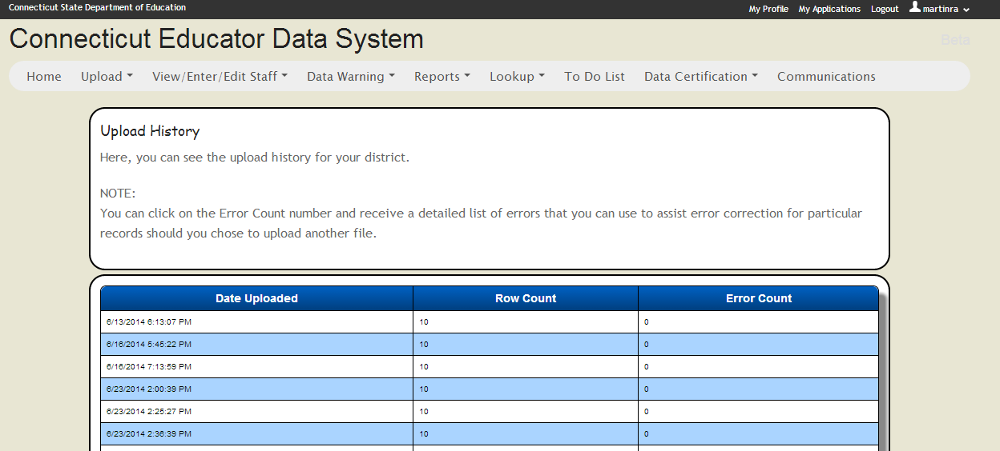 Connecticut State Department of Education
My Profile My Applications Logout martinra
Connecticut Educator Data System
Beta
Home Upload View/Enter/Edit Staff Data Warning Reports Lookup To Do List Data Certification Communications
Upload History
Here, you can see the upload history for your district.
NOTE:
You can click on the Error Count number and receive a detailed list of errors that you can use to assist error correction for particular
records should you chose to upload another file.
Date Uploaded Row Count Error Count
6/13/2014 6:13:07 PM 10 0
6/16/2014 5:45:22 PM 10 0
6/16/2014 7:13:59 PM 10 0
6/23/2014 2:00:39 PM 10 0
6/23/2014 2:25:27 PM 10 0
6/23/2014 2:36:39 PM 10 0